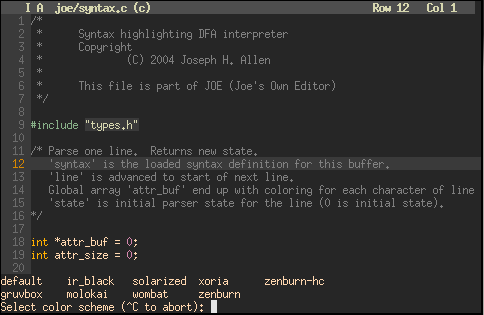 I A joe/syntax.c (c) Row 12 Col 1
1 /*
2 * Syntax highlighting DFA interpreter
3 * Copyright
4 * (C) 2004 Joseph H. Allen
5 *
6 * This file is part of JOE (Joe's Own Editor)
7 */
8
9 #include "types.h"
10
11 /* Parse one line. Returns new state.
12 'syntax' is the loaded syntax definition for this buffer.
13 'line' is advanced to start of next line.
14 Global array 'attr_buf' end up with coloring for each character of line
15 'state' is initial parser state for the line (0 is initial state).
16 */
17
18 int *attr_buf = 0;
19 int attr_size = 0;
20
default ir_black solarized xoria zenburn-hc
gruvbox molokai wombat zenburn
Select color scheme (^C to abort):